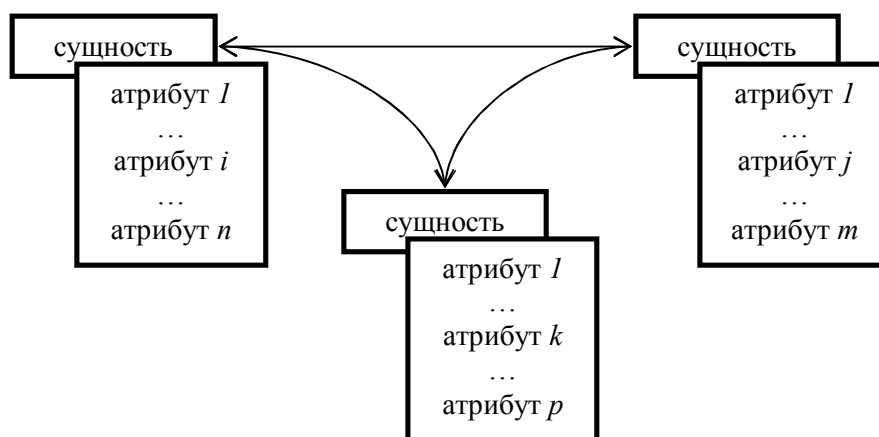 сущность
атрибут 1
…
атрибут i
…
атрибут n
сущность
атрибут 1
…
атрибут j
…
атрибут m
сущность
атрибут 1
…
атрибут k
…
атрибут p